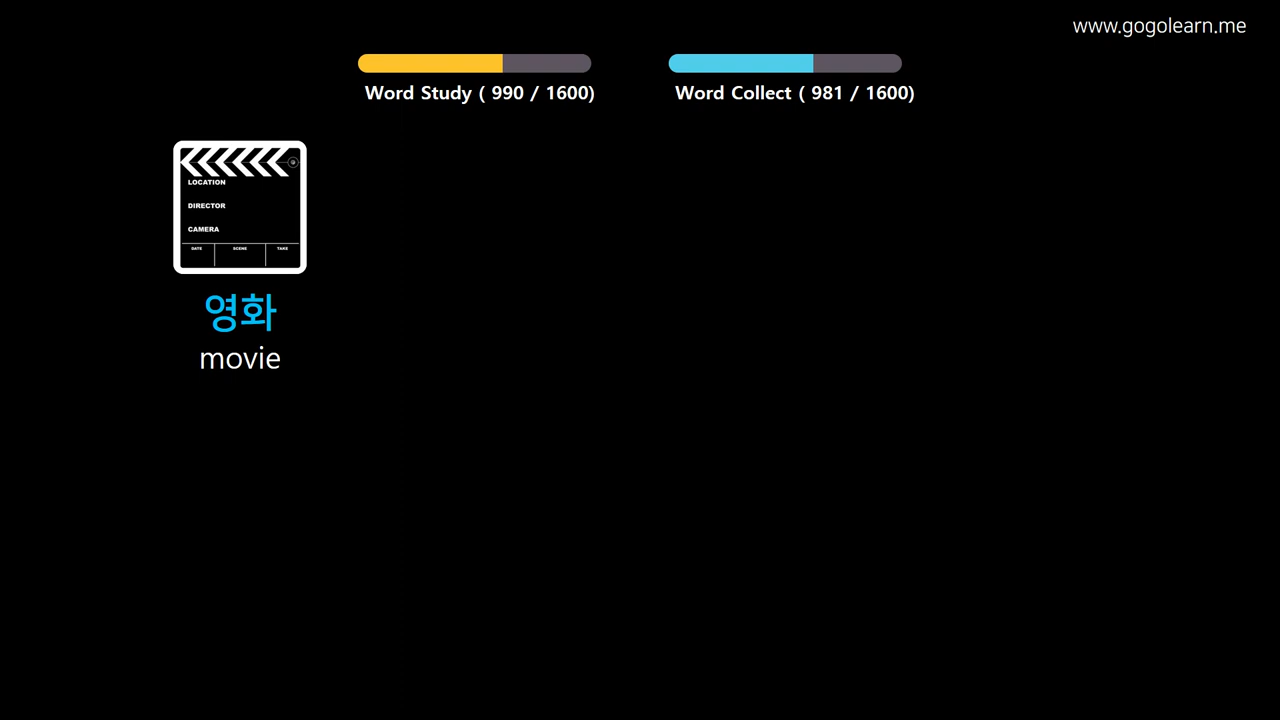 www.gogolearn.me
Word Study ( 990 / 1600)
Word Collect ( 981 / 1600)
LOCATION
DIRECTOR
CAMERA
DATE SCENE TAKE
영화
movie